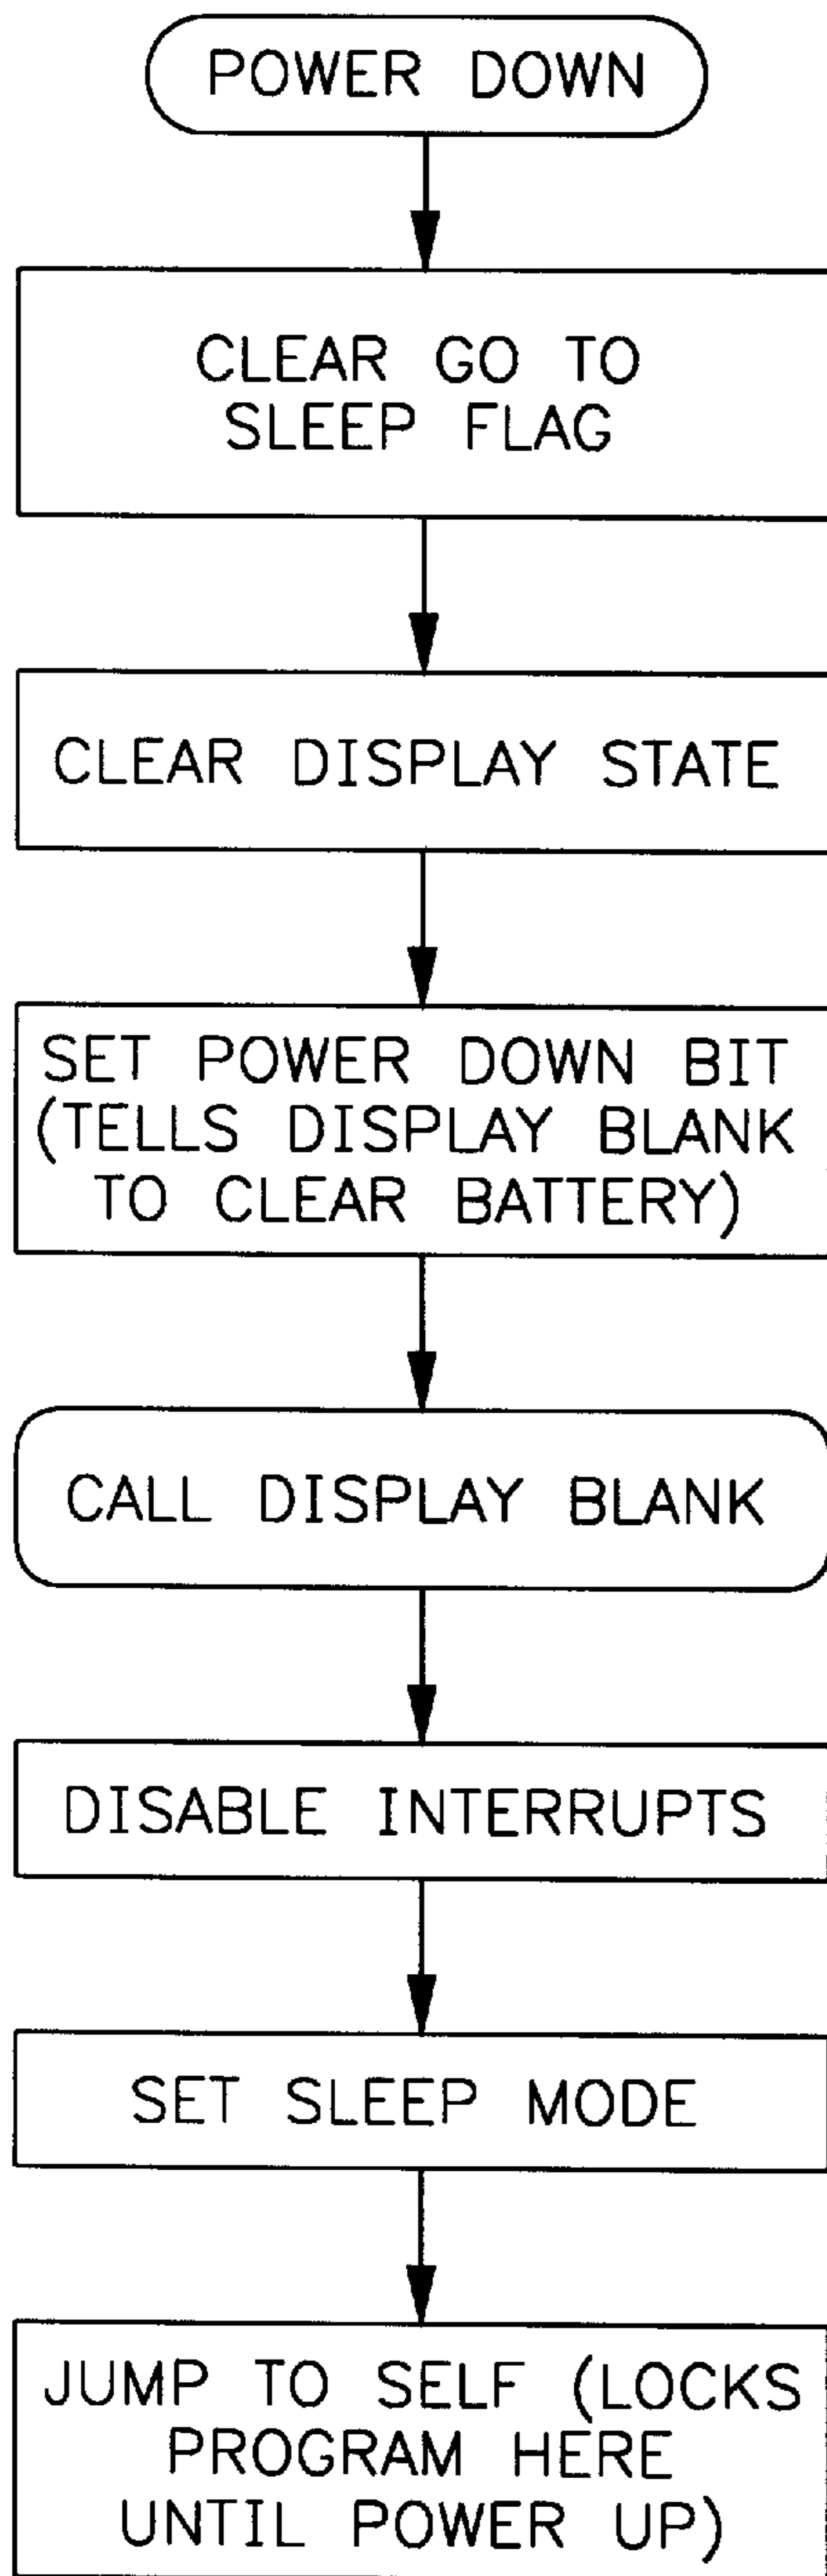 POWER DOWN
CLEAR GO TO
SLEEP FLAG
CLEAR DISPLAY STATE
SET POWER DOWN BIT
(TELLS DISPLAY BLANK
TO CLEAR BATTERY)
CALL DISPLAY BLANK
DISABLE INTERRUPTS
SET SLEEP MODE
JUMP TO SELF (LOCKS
PROGRAM HERE
UNTIL POWER UP)